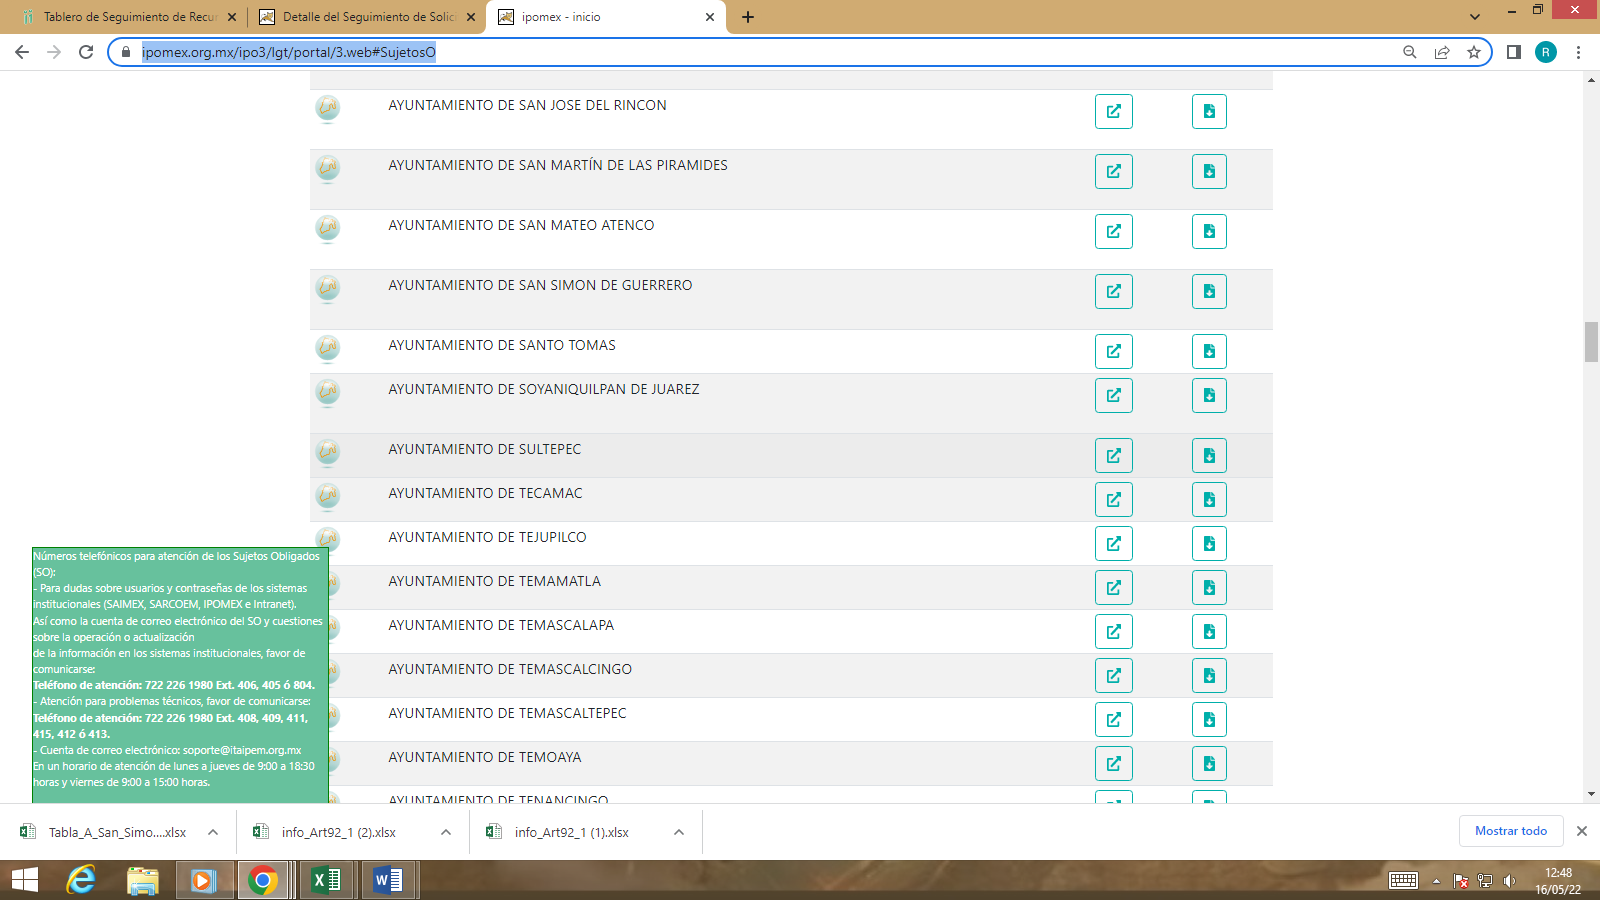 Tablero de Seguimiento de Recur
Detalle del Seguimiento de Solici
ipomex - inicio
ipomex.org.mx/ipo3/lgt/portal/3.web#SujetosO
R
AYUNTAMIENTO DE SAN JOSE DEL RINCON
AYUNTAMIENTO DE SAN MARTÍN DE LAS PIRAMIDES
AYUNTAMIENTO DE SAN MATEO ATENCO
AYUNTAMIENTO DE SAN SIMON DE GUERRERO
AYUNTAMIENTO DE SANTO TOMAS
AYUNTAMIENTO DE SOYANIQUILPAN DE JUAREZ
AYUNTAMIENTO DE SULTEPEC
AYUNTAMIENTO DE TECAMAC
AYUNTAMIENTO DE TEJUPILCO
AYUNTAMIENTO DE TEMAMATLA
AYUNTAMIENTO DE TEMASCALAPA
AYUNTAMIENTO DE TEMASCALCINGO
AYUNTAMIENTO DE TEMASCALTEPEC
AYUNTAMIENTO DE TEMOAYA
AYUNTAMIENTO DE TENANCINGO
Números telefónicos para atención de los Sujetos Obligados
(SO):
- Para dudas sobre usuarios y contraseñas de los sistemas
institucionales (SAIMEX, SARCOEM, IPOMEX e Intranet).
Así como la cuenta de correo electrónico del SO y cuestiones
sobre la operación o actualización
de la información en los sistemas institucionales, favor de
comunicarse:
Teléfono de atención: 722 226 1980 Ext. 406, 405 ó 804.
- Atención para problemas técnicos, favor de comunicarse:
Teléfono de atención: 722 226 1980 Ext. 408, 409, 411,
415, 412 ó 413.
- Cuenta de correo electrónico: soporte@itaipem.org.mx
En un horario de atención de lunes a jueves de 9:00 a 18:30
horas y viernes de 9:00 a 15:00 horas.
Tabla_A_San_Simo....xlsx
info_Art92_1 (2).xlsx
info_Art92_1 (1).xlsx
Mostrar todo
12:48
16/05/22